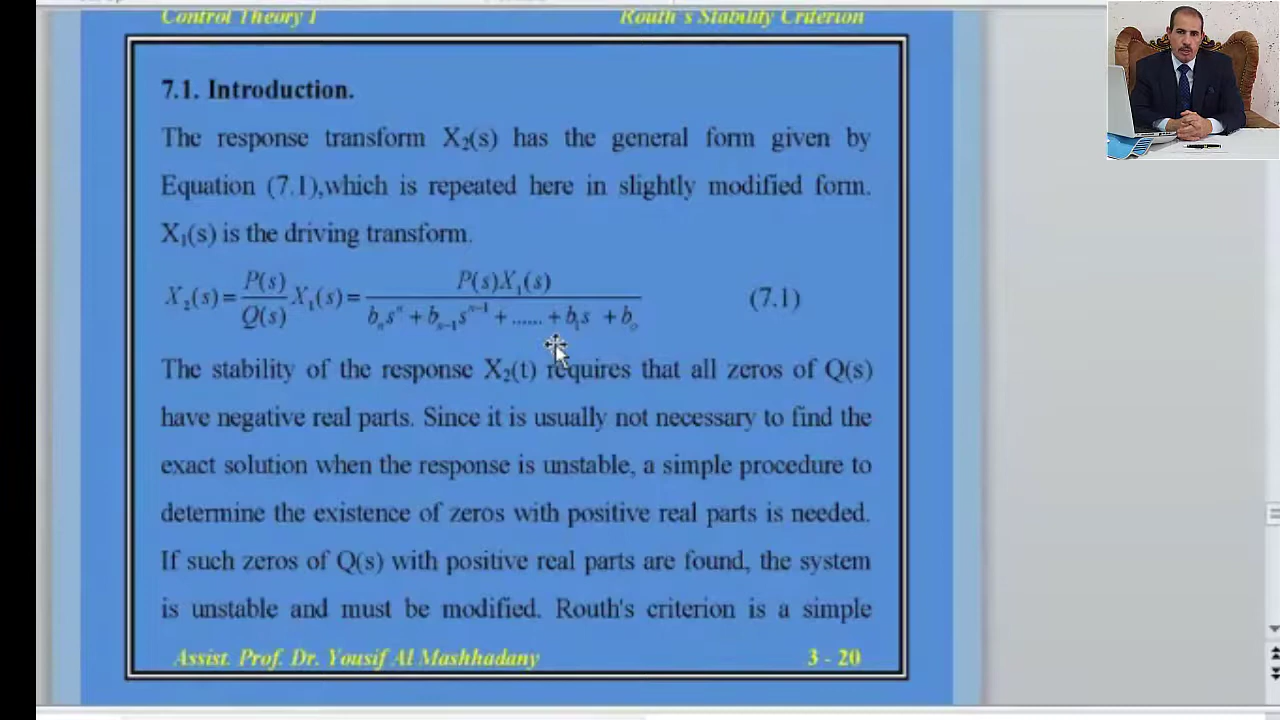 Control Theory I Routh's Stability Criterion
7.1. Introduction.
The response transform X₂(s) has the general form given by
Equation (7.1),which is repeated here in slightly modified form.
X₁(s) is the driving transform.
X₂(s) = P(s)/Q(s) X₁(s) = P(s)X₁(s) / (bₙsⁿ + bₙ₋₁sⁿ⁻¹ + ...... + b₁s + bₒ) (7.1)
The stability of the response X₂(t) requires that all zeros of Q(s)
have negative real parts. Since it is usually not necessary to find the
exact solution when the response is unstable, a simple procedure to
determine the existence of zeros with positive real parts is needed.
If such zeros of Q(s) with positive real parts are found, the system
is unstable and must be modified. Routh's criterion is a simple
Assist. Prof. Dr. Yousif Al Mashhadany 3 - 20